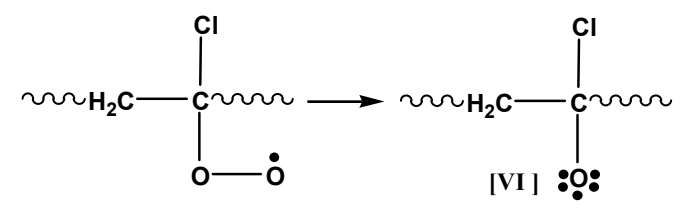 Cl Cl
H₂C C H₂C C
O O [VI ] O